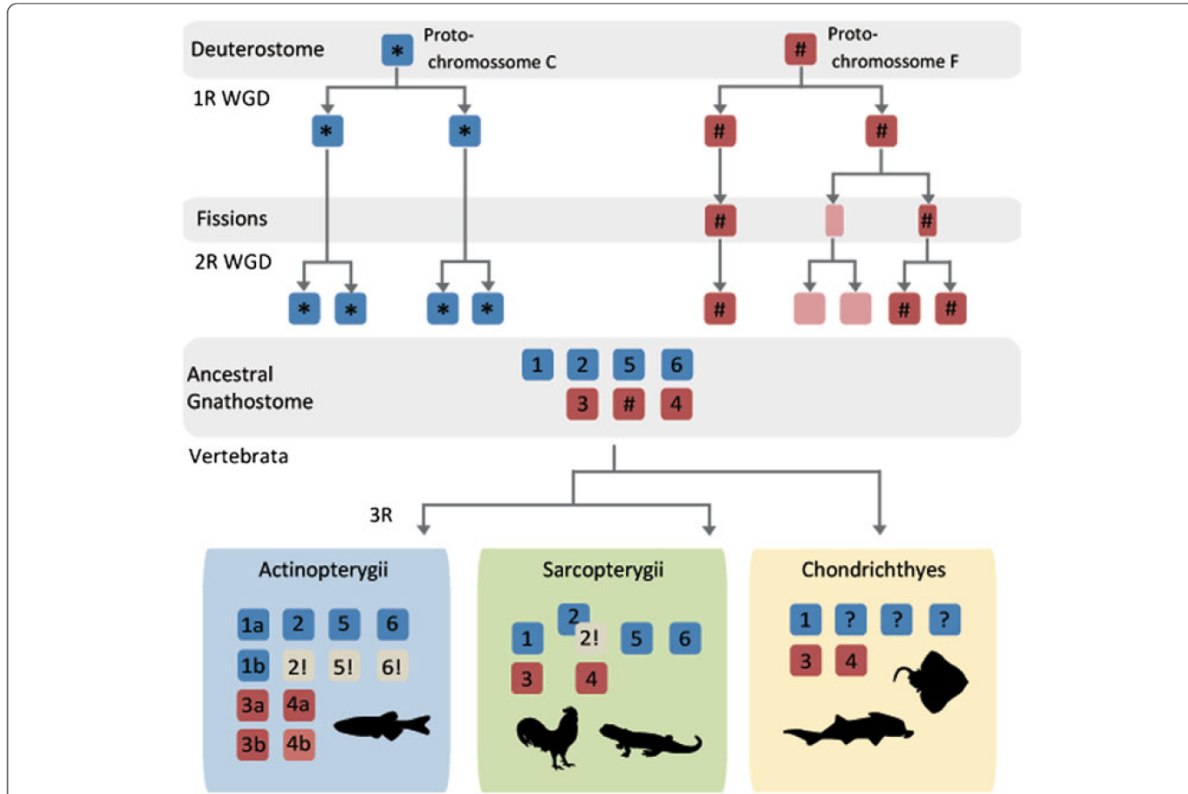 Deuterostome
* Proto-
chromossome C
# Proto-
chromossome F
1R WGD
* * # #
Fissions
# #
2R WGD
* * * * # # #
Ancestral
Gnathostome
1 2 5 6
3 # 4
Vertebrata
3R
Actinopterygii
1a 2 5 6
1b 2! 5! 6!
3a 4a
3b 4b
Sarcopterygii
2
1 2! 5 6
3 4
Chondrichthyes
1 ? ? ?
3 4